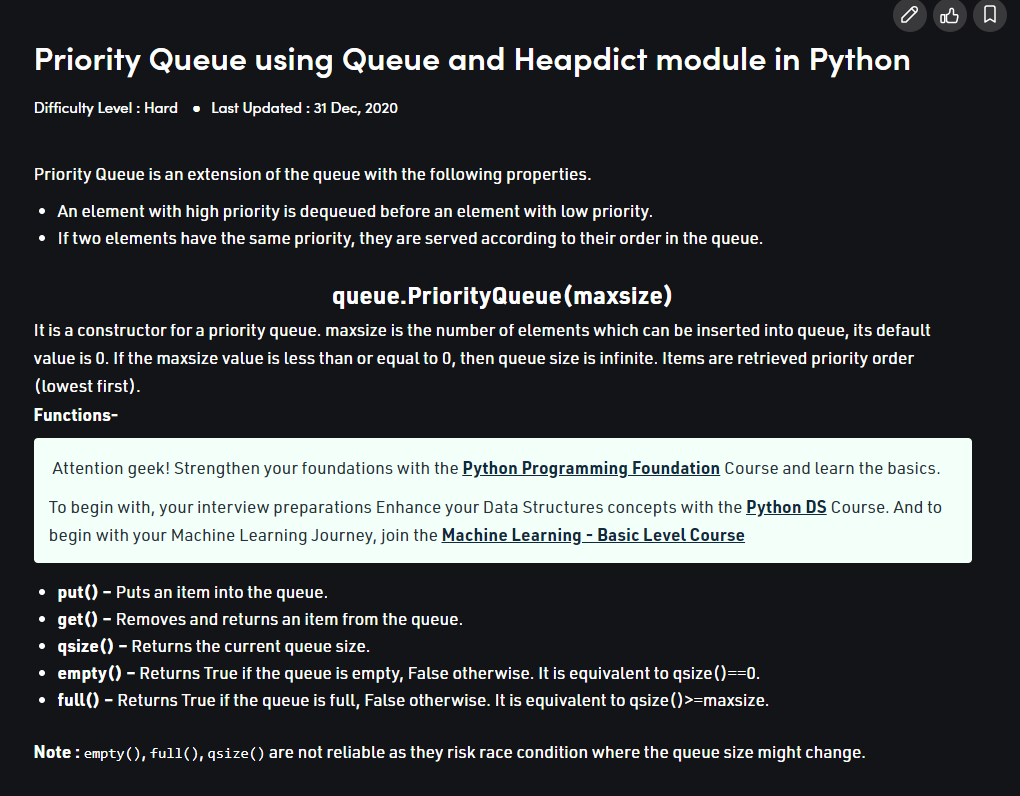 Priority Queue using Queue and Heapdict module in Python
Difficulty Level : Hard ● Last Updated : 31 Dec, 2020
Priority Queue is an extension of the queue with the following properties.
• An element with high priority is dequeued before an element with low priority.
• If two elements have the same priority, they are served according to their order in the queue.
queue.PriorityQueue(maxsize)
It is a constructor for a priority queue. maxsize is the number of elements which can be inserted into queue, its default
value is 0. If the maxsize value is less than or equal to 0, then queue size is infinite. Items are retrieved priority order
(lowest first).
Functions-
Attention geek! Strengthen your foundations with the Python Programming Foundation Course and learn the basics.
To begin with, your interview preparations Enhance your Data Structures concepts with the Python DS Course. And to
begin with your Machine Learning Journey, join the Machine Learning - Basic Level Course
• put() – Puts an item into the queue.
• get() – Removes and returns an item from the queue.
• qsize() – Returns the current queue size.
• empty() – Returns True if the queue is empty, False otherwise. It is equivalent to qsize()==0.
• full() – Returns True if the queue is full, False otherwise. It is equivalent to qsize()>=maxsize.
Note : empty(), full(), qsize() are not reliable as they risk race condition where the queue size might change.